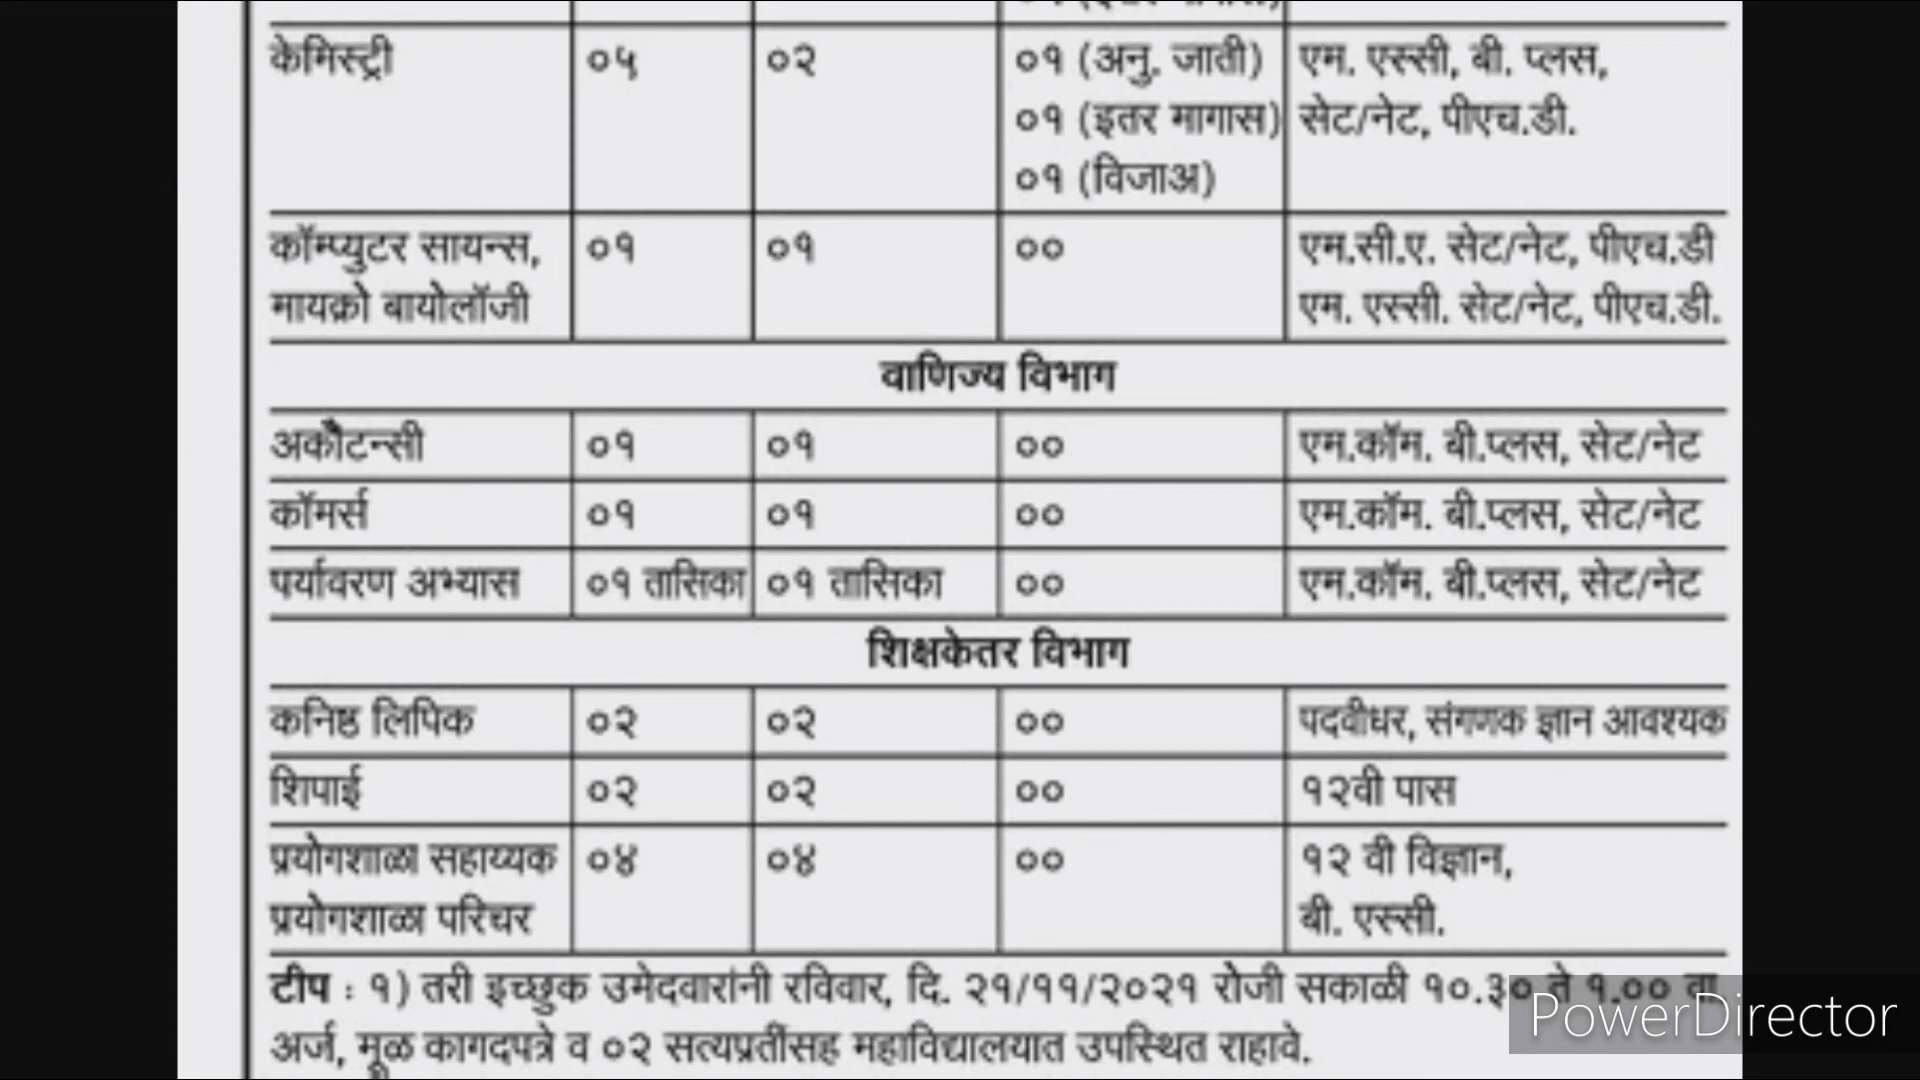 केमिस्ट्री ०५ ०२ ०१ (अनु. जाती) एम. एस्सी, बी. प्लस,
०१ (इतर मागास) सेट/नेट, पीएच.डी.
०१ (विजाअ)
कॉम्प्युटर सायन्स, ०१ ०१ ०० एम.सी.ए. सेट/नेट, पीएच.डी
मायक्रो बायोलॉजी एम. एस्सी. सेट/नेट, पीएच.डी.
वाणिज्य विभाग
अकौंटन्सी ०१ ०१ ०० एम.कॉम. बी.प्लस, सेट/नेट
कॉमर्स ०१ ०१ ०० एम.कॉम. बी.प्लस, सेट/नेट
पर्यावरण अभ्यास ०१ तासिका ०१ तासिका ०० एम.कॉम. बी.प्लस, सेट/नेट
शिक्षकेतर विभाग
कनिष्ठ लिपिक ०२ ०२ ०० पदवीधर, संगणक ज्ञान आवश्यक
शिपाई ०२ ०२ ०० १२वी पास
प्रयोगशाळा सहाय्यक ०४ ०४ ०० १२ वी विज्ञान,
प्रयोगशाळा परिचर बी. एस्सी.
टीप : १) तरी इच्छुक उमेदवारांनी रविवार, दि. २१/११/२०२१ रोजी सकाळी १०.३० ते १.०० वा
अर्ज, मूळ कागदपत्रे व ०२ सत्यप्रतींसह महाविद्यालयात उपस्थित राहावे.
PowerDirector